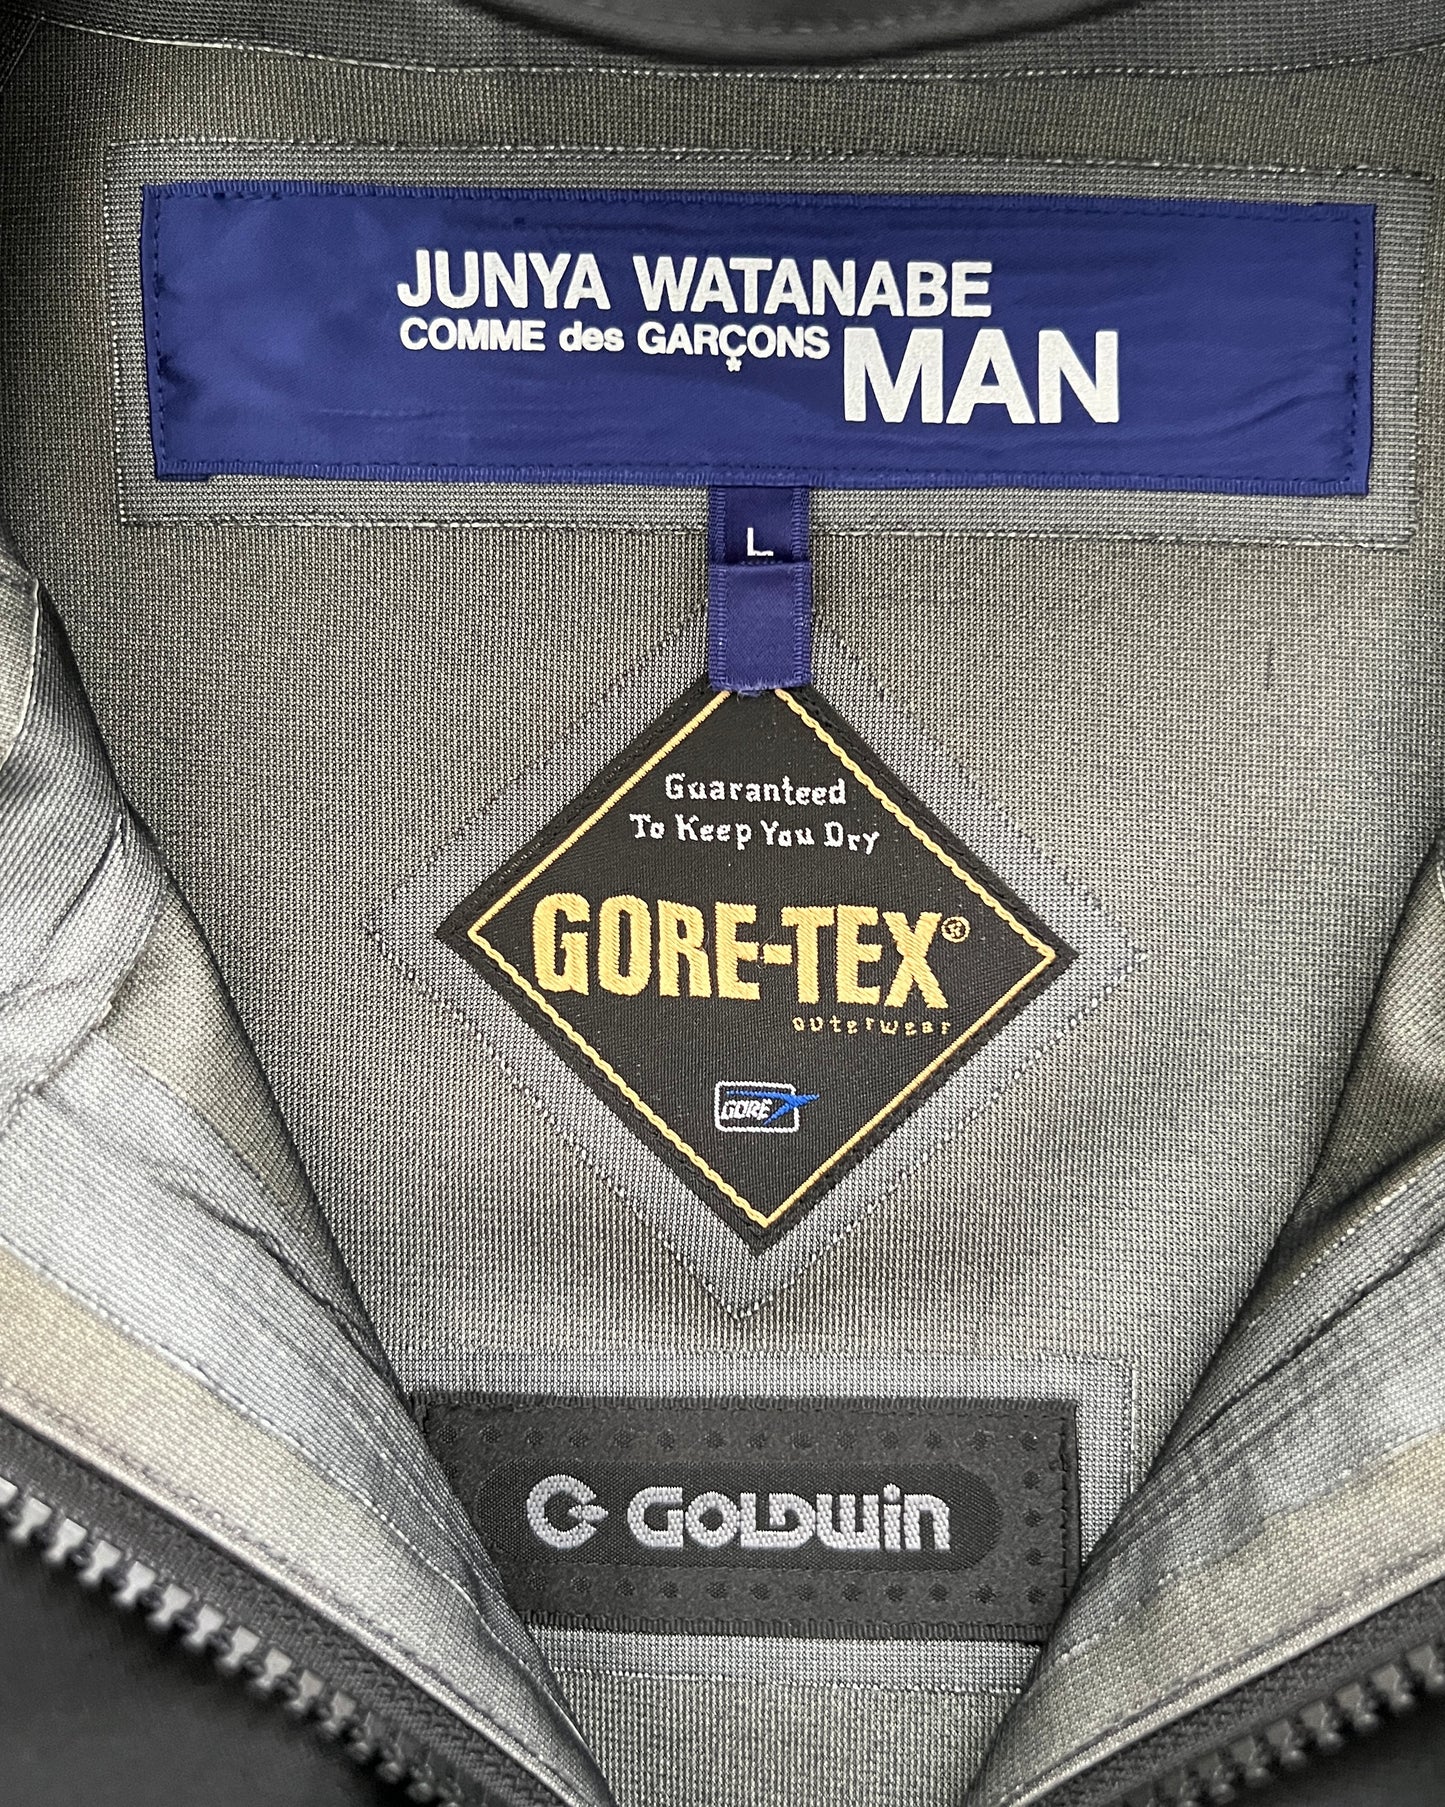 JUNYA WATANABE
COMME des GARÇONS MAN
L
Guaranteed
To Keep You Dry
GORE-TEX®
outerwear
GORE
GOLDWIN